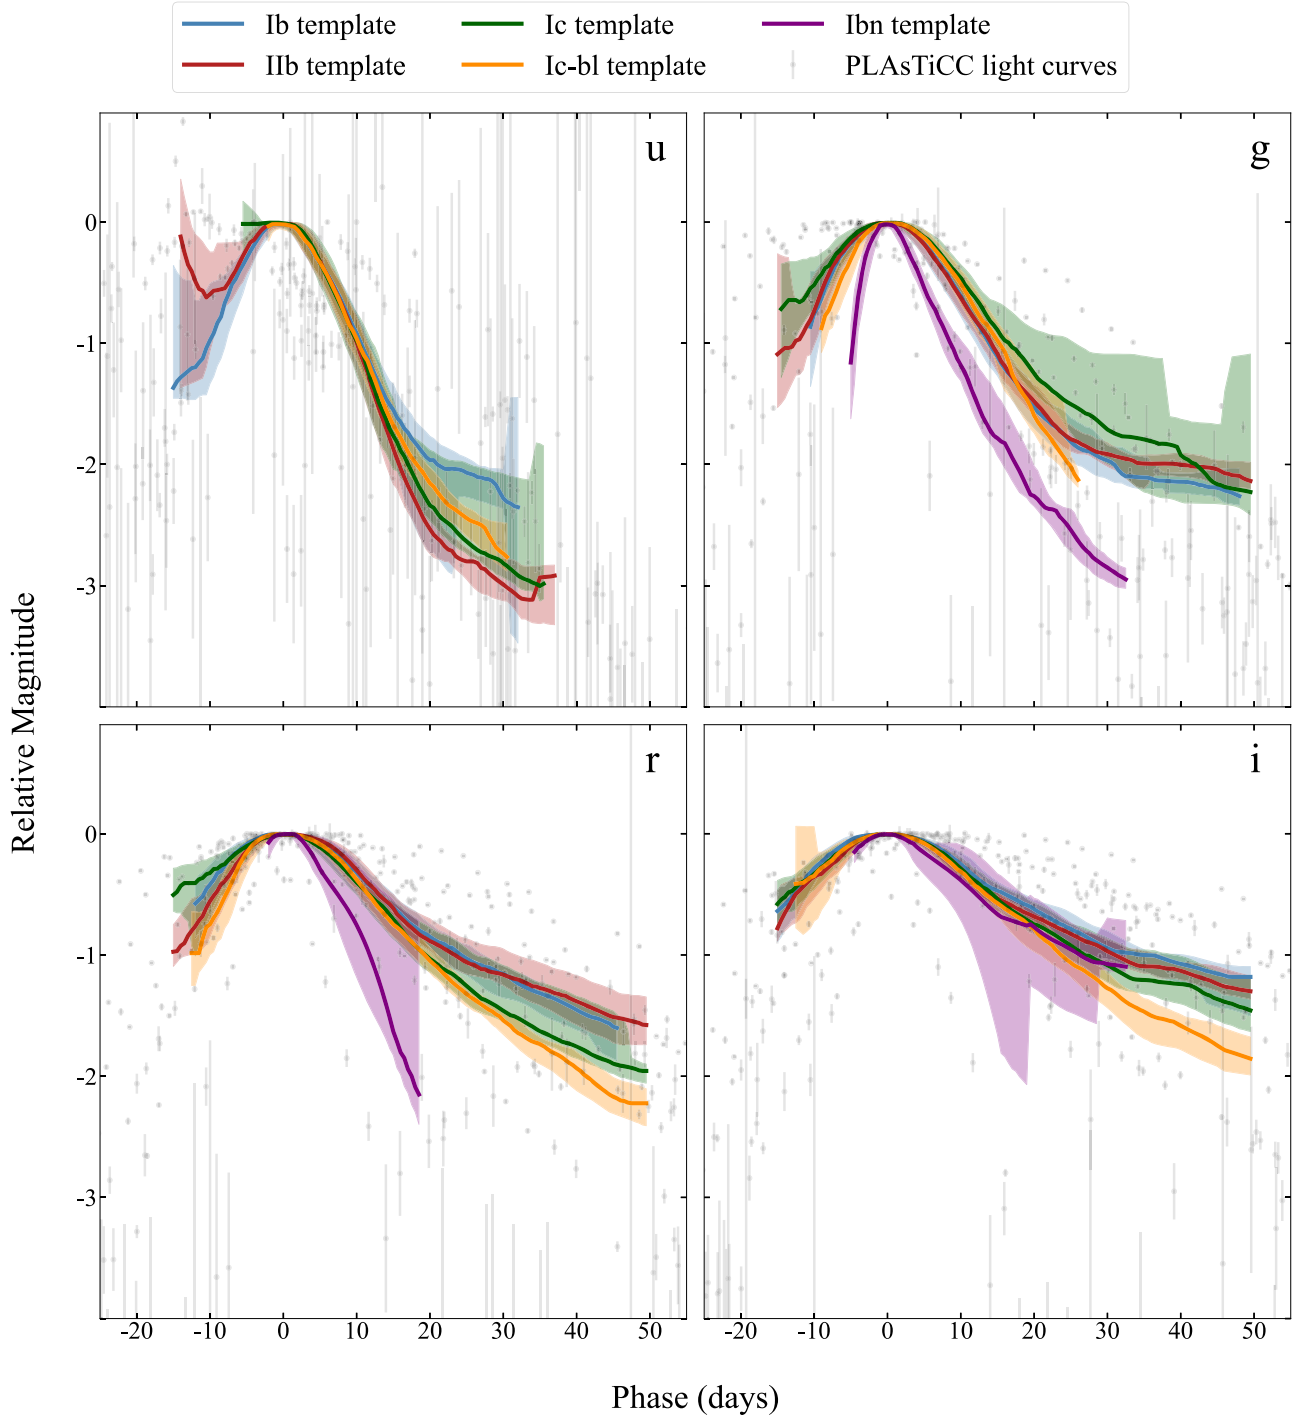 Ib template Ic template Ibn template
IIb template Ic-bl template PLAsTiCC light curves
u g
0
-1
-2
-3
r i
0
-1
-2
-3
-20 -10 0 10 20 30 40 50 -20 -10 0 10 20 30 40 50
Relative Magnitude
Phase (days)